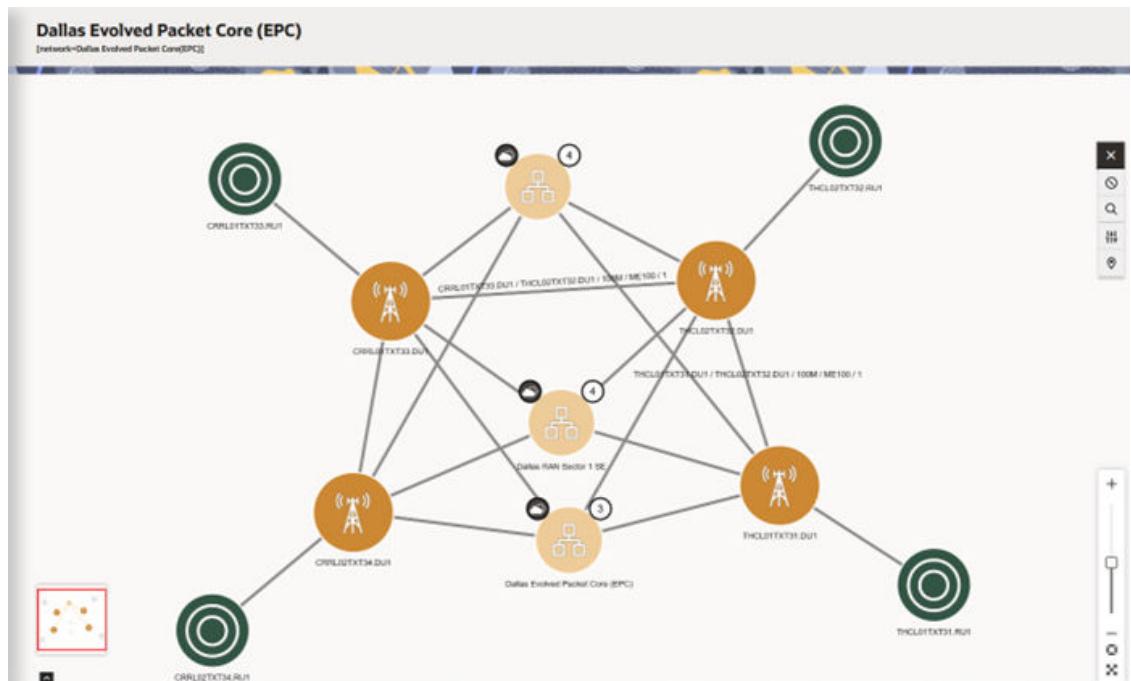 Dallas Evolved Packet Core (EPC)
[network=Dallas Evolved Packet Core(EPC)]
4
THCL02TXT32.RU1
CRRL01TXT33.RU1
CRRL01TXT33.DU1 / THCL02TXT32.DU1 / 100M / ME100 / 1
THCL02TXT32.DU1
CRRL01TXT33.DU1
THCL01TXT31.DU1 / THCL02TXT32.DU1 / 100M / ME100 / 1
4
Dallas RAN Sector 1 SE
3
THCL01TXT31.DU1
CRRL02TXT34.DU1
Dallas Evolved Packet Core (EPC)
THCL01TXT31.RU1
CRRL02TXT34.RU1